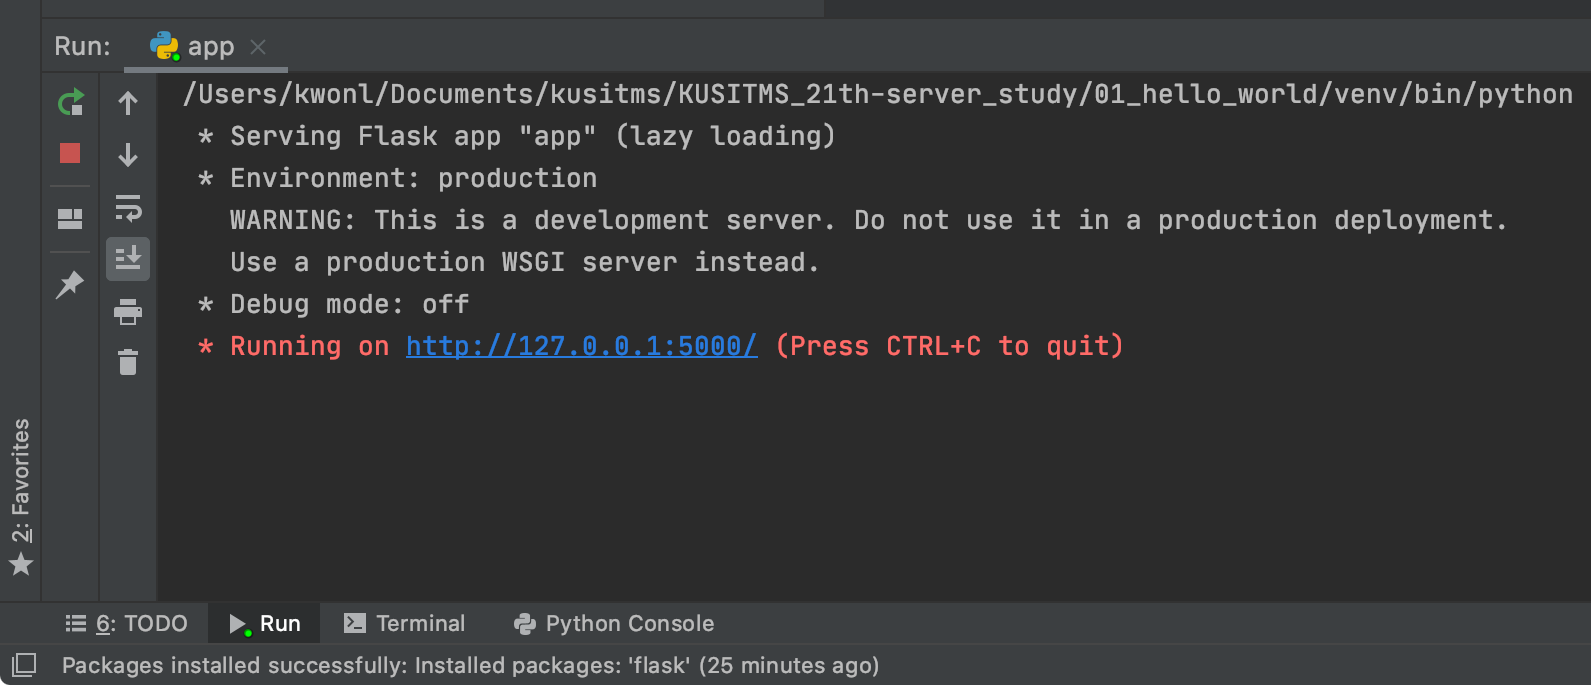 Run: app
/Users/kwonl/Documents/kusitms/KUSITMS_21th-server_study/01_hello_world/venv/bin/python
* Serving Flask app "app" (lazy loading)
* Environment: production
WARNING: This is a development server. Do not use it in a production deployment.
Use a production WSGI server instead.
* Debug mode: off
* Running on http://127.0.0.1:5000/ (Press CTRL+C to quit)
2: Favorites
6: TODO Run Terminal Python Console
Packages installed successfully: Installed packages: 'flask' (25 minutes ago)